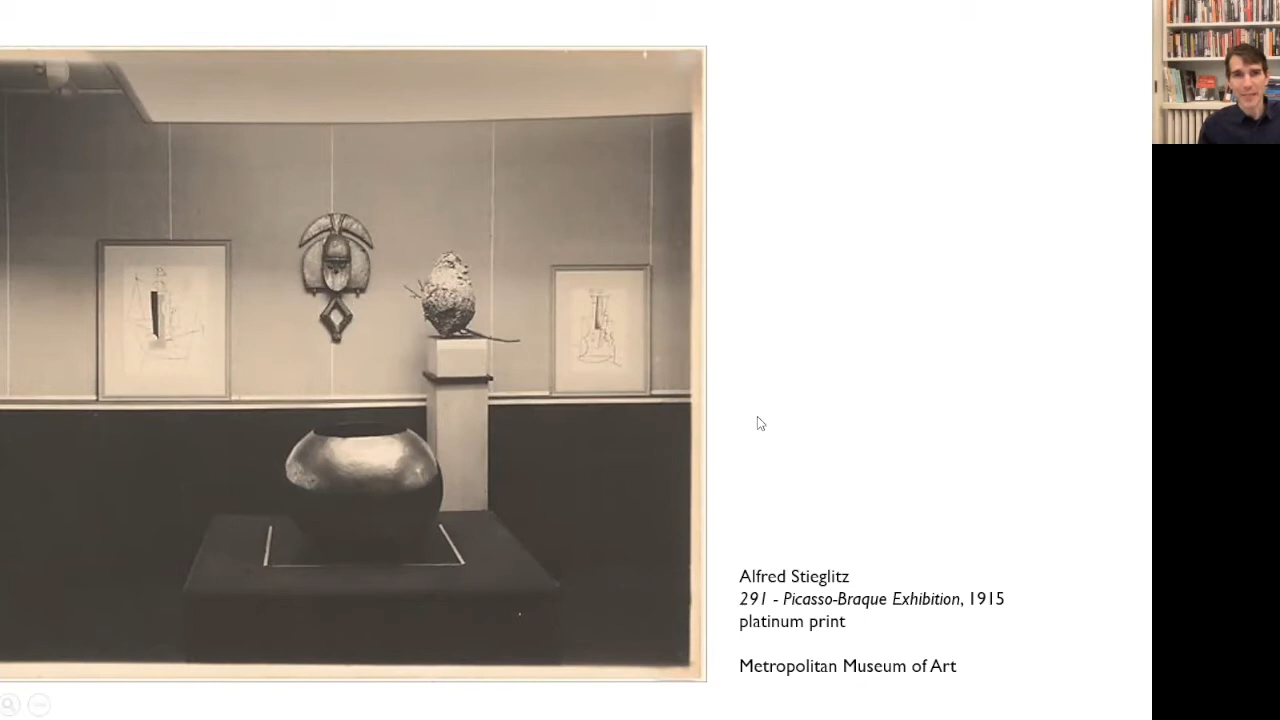 Alfred Stieglitz
291 - Picasso-Braque Exhibition, 1915
platinum print
Metropolitan Museum of Art